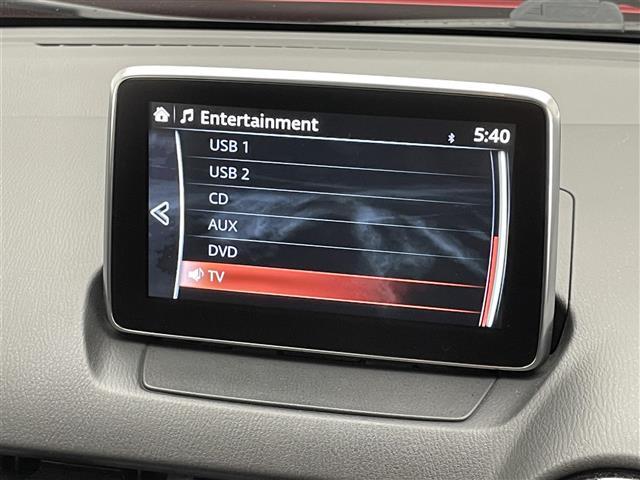 Entertainment
5:40
USB 1
USB 2
CD
AUX
DVD
TV